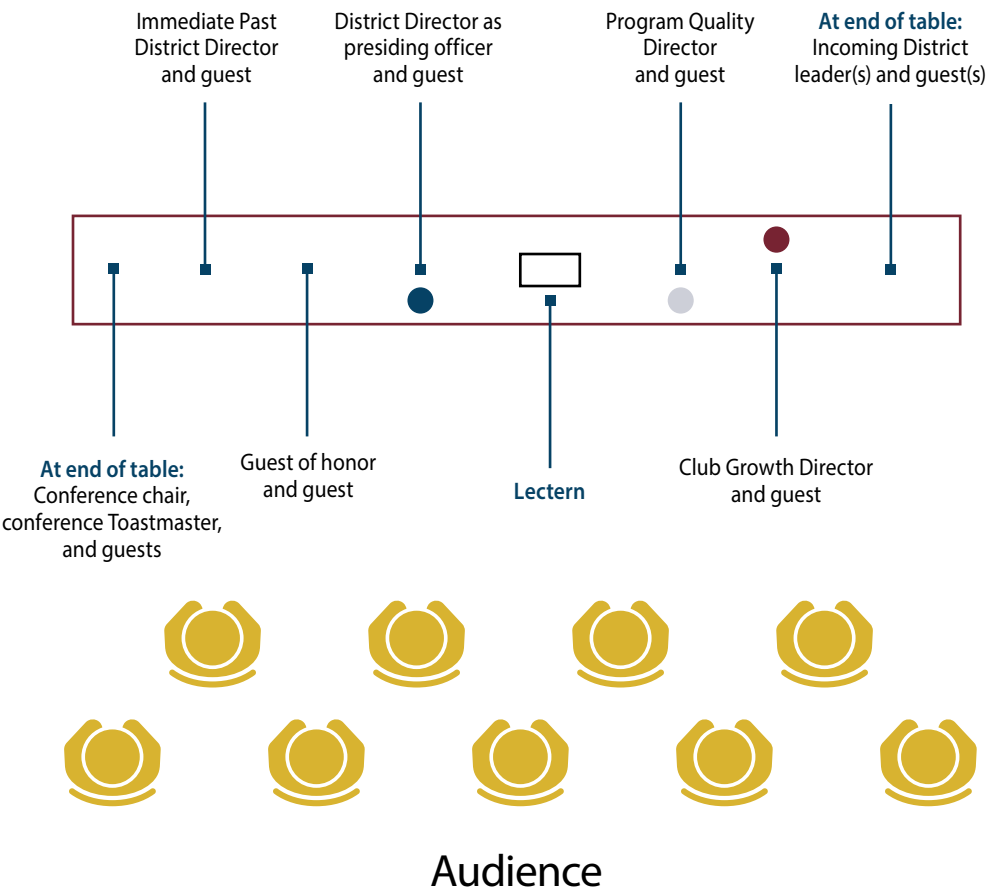 Immediate Past
District Director
and guest
District Director as
presiding officer
and guest
Program Quality
Director
and guest
At end of table:
Incoming District
leader(s) and guest(s)
At end of table:
Conference chair,
conference Toastmaster,
and guests
Guest of honor
and guest
Lectern
Club Growth Director
and guest
Audience